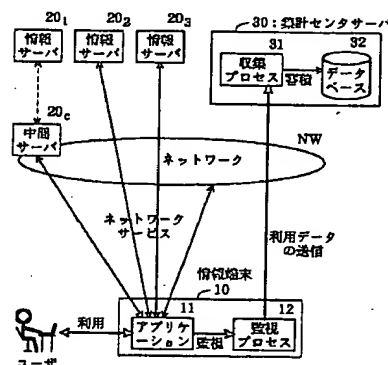 20₁
20₂
20₃
情報
サーバ
情報
サーバ
情報
サーバ
30:集計センタサーバ
31
32
収集
プロセス
蓄積
データ
ベース
20c
中間
サーバ
NW
ネットワーク
ネットワーク
サービス
利用データ
の送信
情報端末
10
11
12
利用
アプリケ
ーション
監視
監視
プロセス
ユーザ